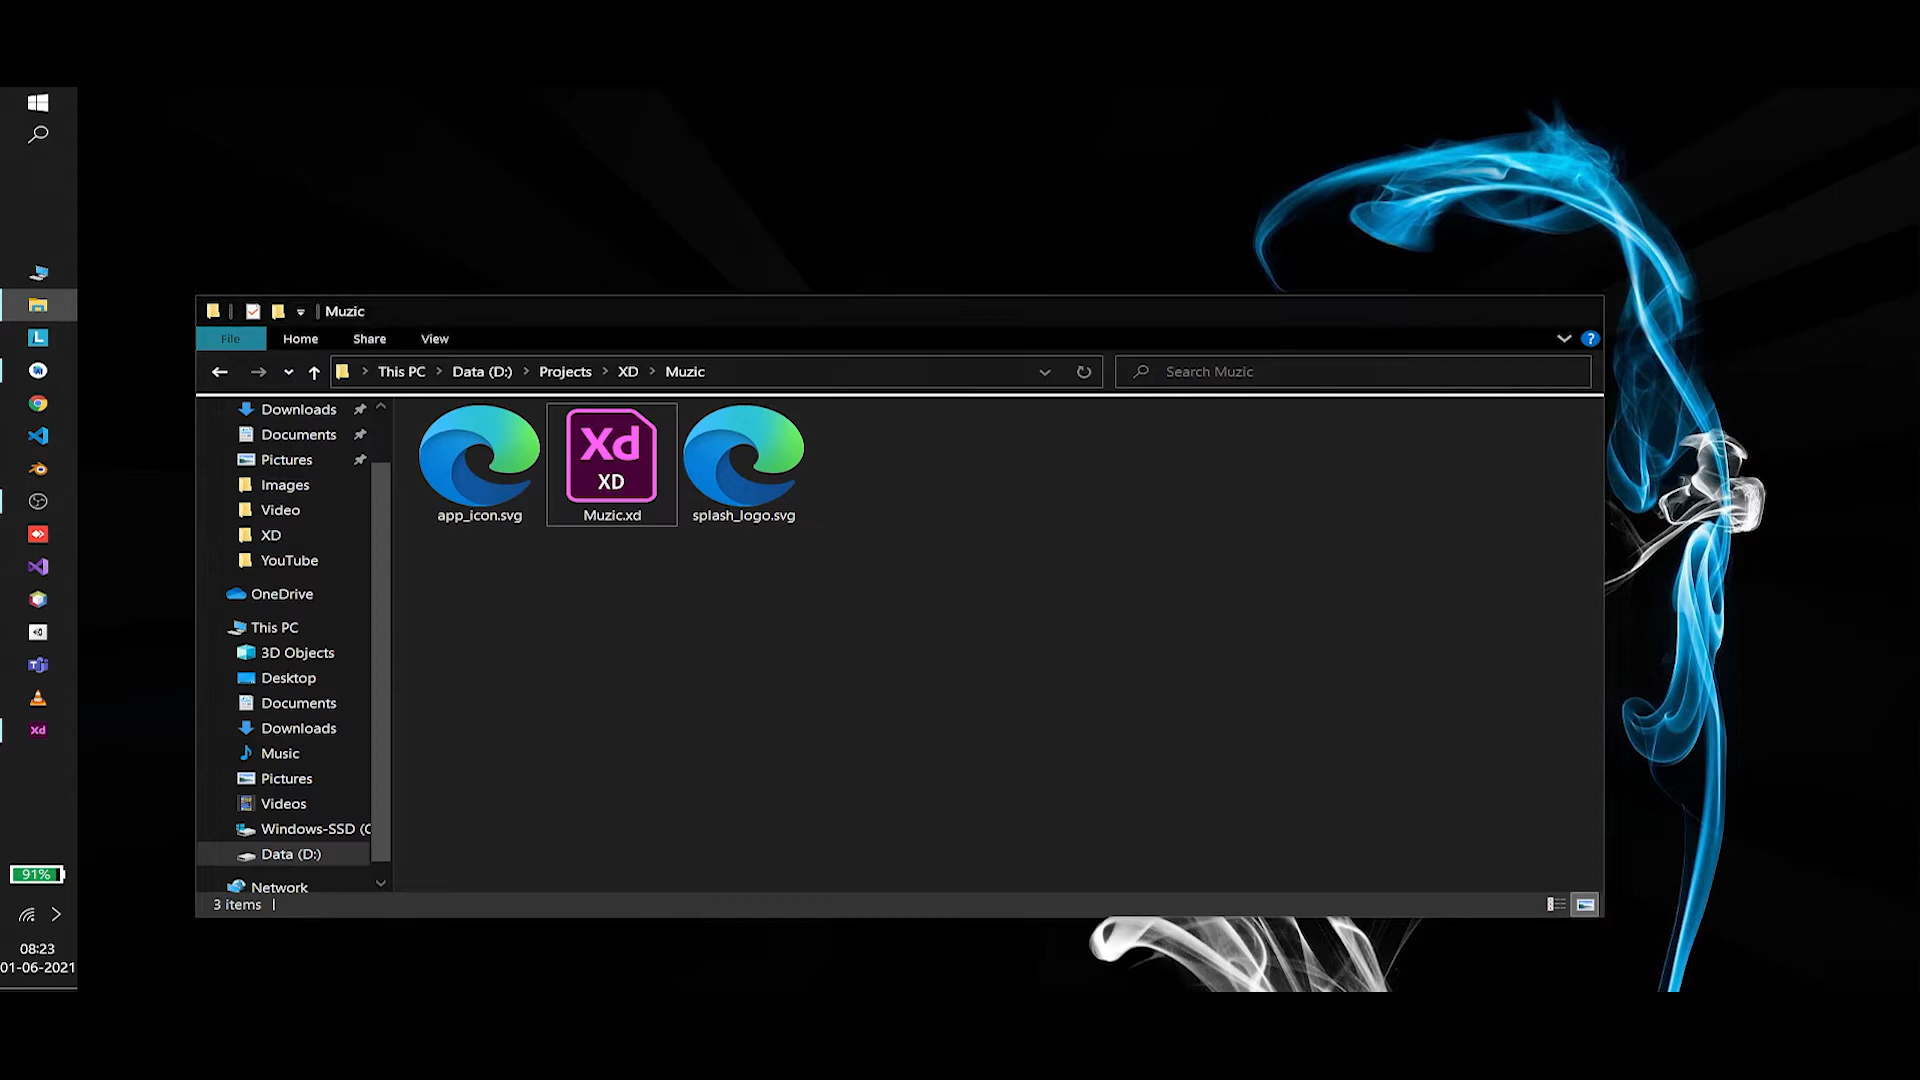 Muzic
File Home Share View
This PC Data (D:) Projects XD Muzic
Search Muzic
Downloads
Documents
Pictures
Images
Video
XD
YouTube
OneDrive
This PC
3D Objects
Desktop
Documents
Downloads
Music
Pictures
Videos
Windows-SSD (C
Data (D:)
Network
Xd
XD
app_icon.svg Muzic.xd splash_logo.svg
3 items
L
Xd
91%
08:23
01-06-2021